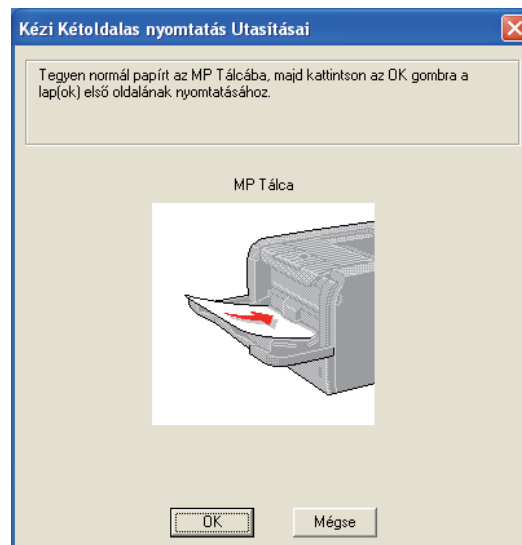 Kézi Kétoldalas nyomtatás Utasításai
Tegyen normál papírt az MP Tálcába, majd kattintson az OK gombra a
lap(ok) első oldalának nyomtatásához.
MP Tálca
OK
Mégse